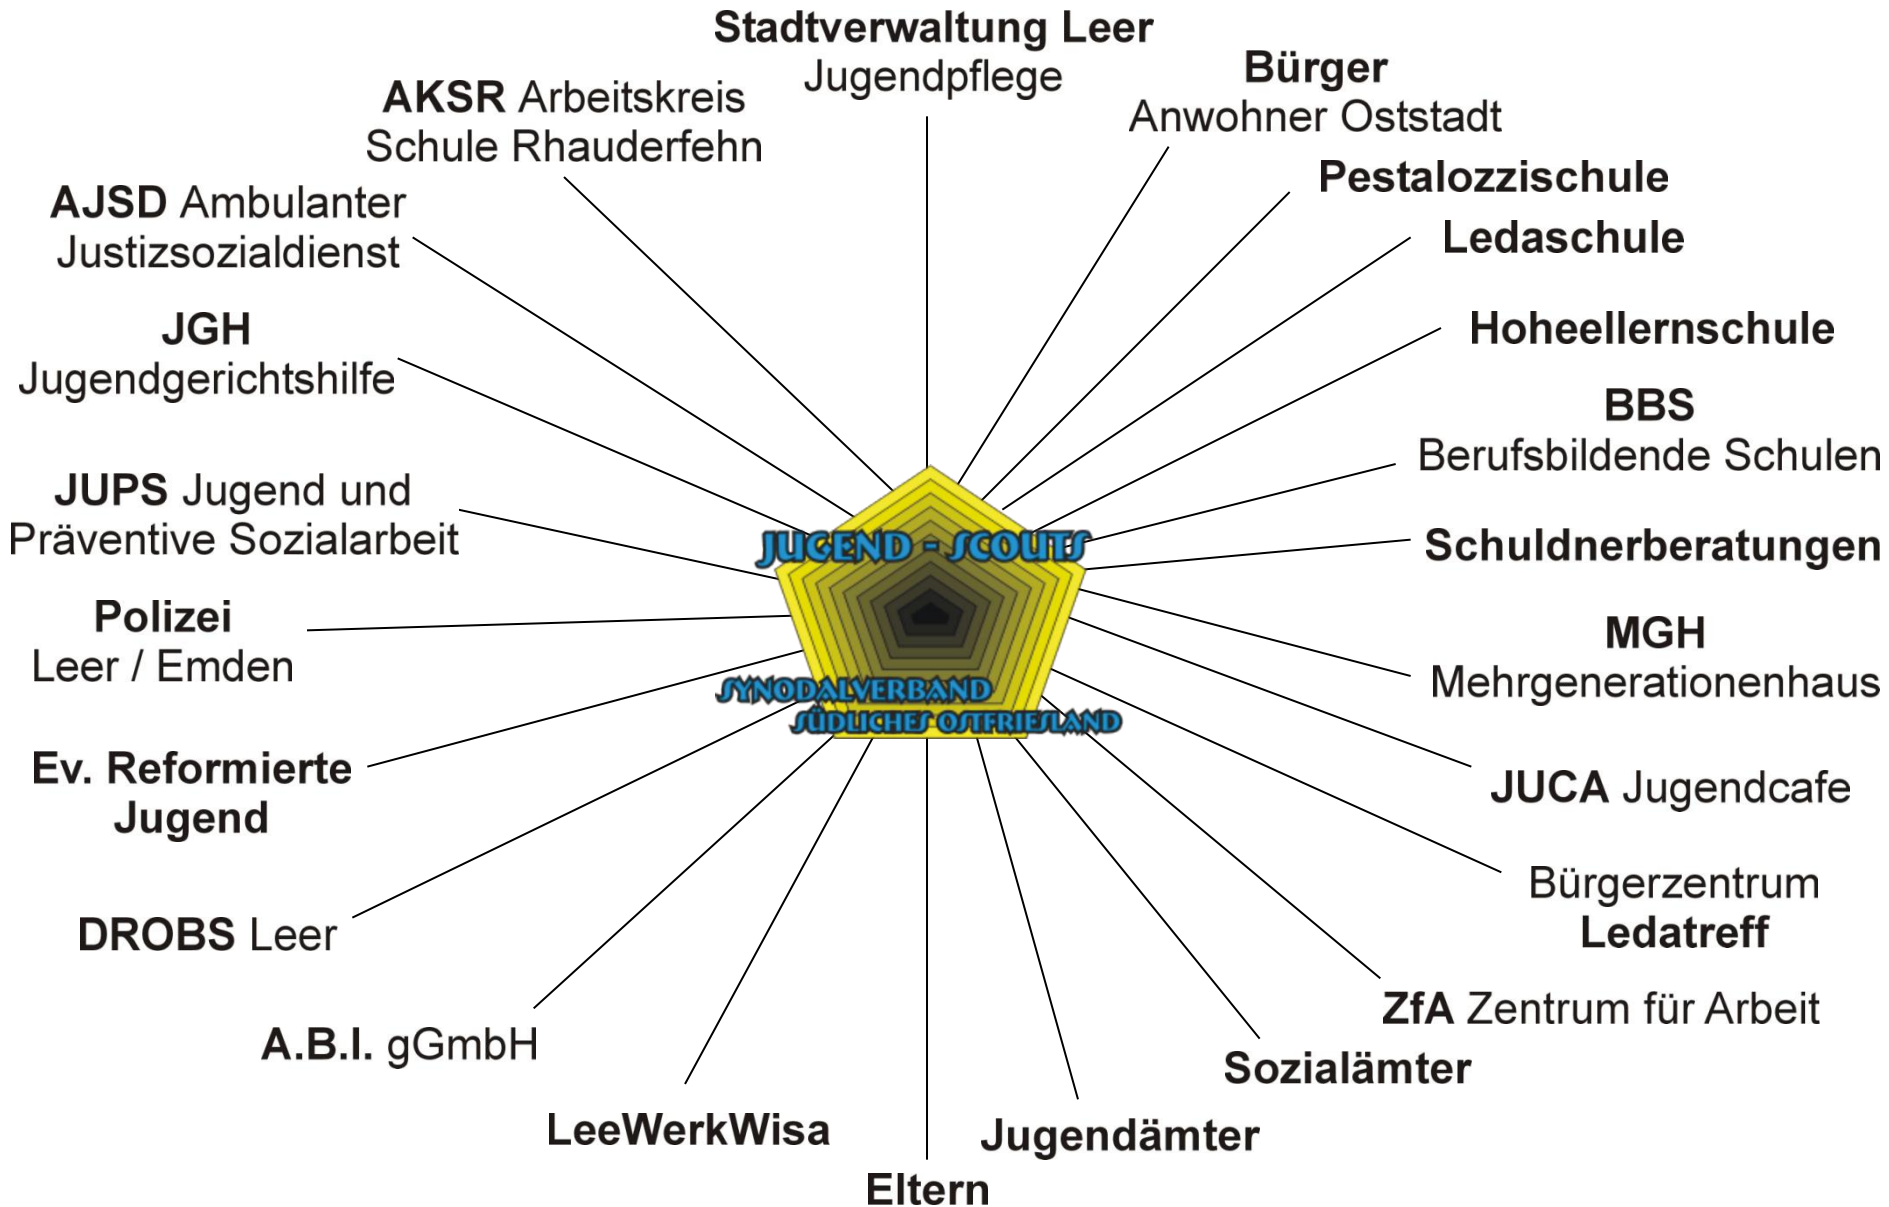 Stadtverwaltung Leer
Jugendpflege
Bürger
Anwohner Oststadt
Pestalozzischule
Ledaschule
Hoheellernschule
BBS
Berufsbildende Schulen
Schuldnerberatungen
MGH
Mehrgenerationenhaus
JUCA Jugendcafe
Bürgerzentrum
Ledatreff
ZfA Zentrum für Arbeit
Sozialämter
Jugendämter
Eltern
LeeWerkWisa
A.B.I. gGmbH
DROBS Leer
Ev. Reformierte
Jugend
Polizei
Leer / Emden
JUPS Jugend und
Präventive Sozialarbeit
JGH
Jugendgerichtshilfe
AJSD Ambulanter
Justizsozialdienst
AKSR Arbeitskreis
Schule Rhauderfehn
JUGEND - SCOUTS
SYNODALVERBAND
SÜDLICHES OSTFRIESLAND